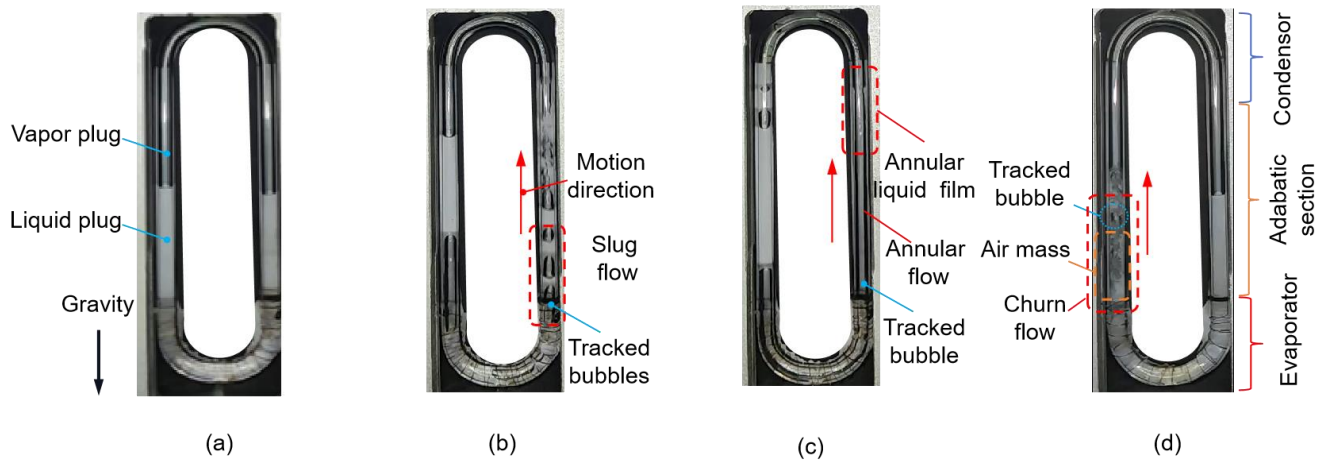 Vapor plug
Liquid plug
Gravity
(a)
Motion
direction
Slug
flow
Tracked
bubbles
(b)
Annular
liquid film
Annular
flow
Tracked
bubble
(c)
Tracked
bubble
Air mass
Churn
flow
(d)
Condensor
Adabatic
section
Evaporator